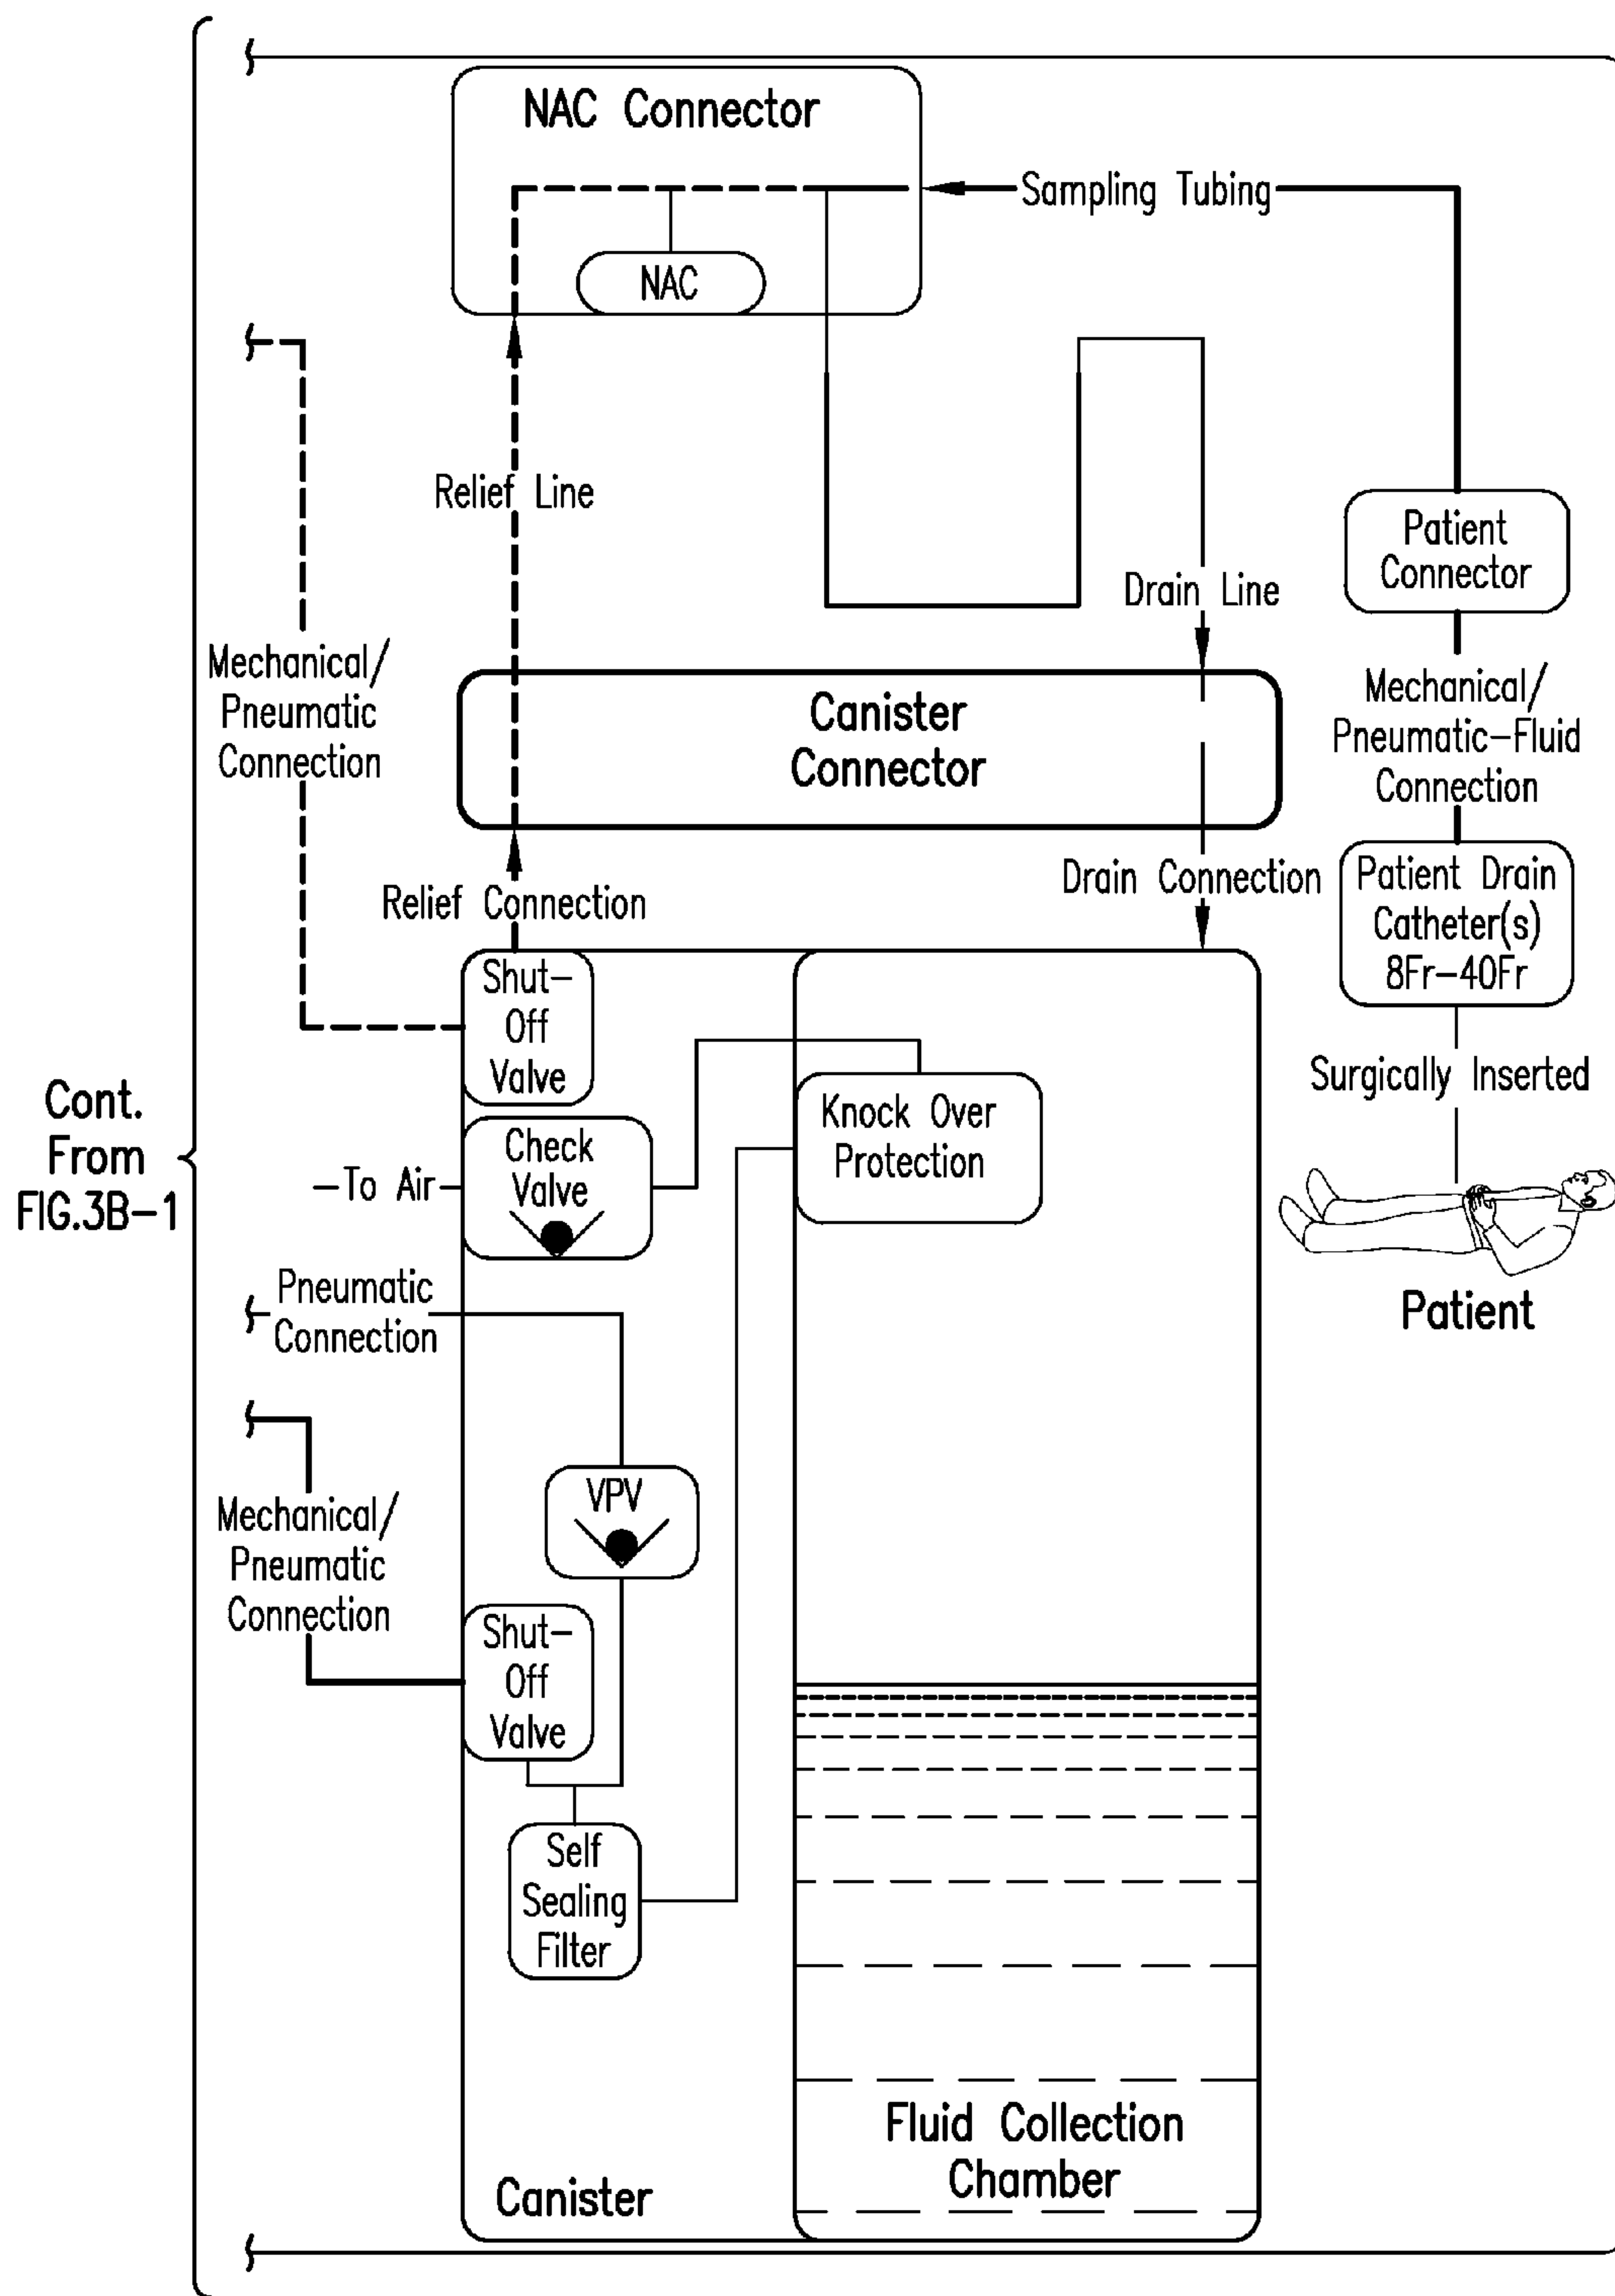 NAC Connector
Sampling Tubing
NAC
Relief Line
Patient
Connector
Drain Line
Mechanical/
Pneumatic
Connection
Canister
Connector
Mechanical/
Pneumatic-Fluid
Connection
Drain Connection
Relief Connection
Patient Drain
Catheter(s)
8Fr-40Fr
Shut-
Off
Valve
Surgically Inserted
Cont.
From
FIG.3B-1
Knock Over
Protection
Check
Valve
To Air
Pneumatic
Connection
Patient
VPV
Mechanical/
Pneumatic
Connection
Shut-
Off
Valve
Self
Sealing
Filter
Fluid Collection
Chamber
Canister